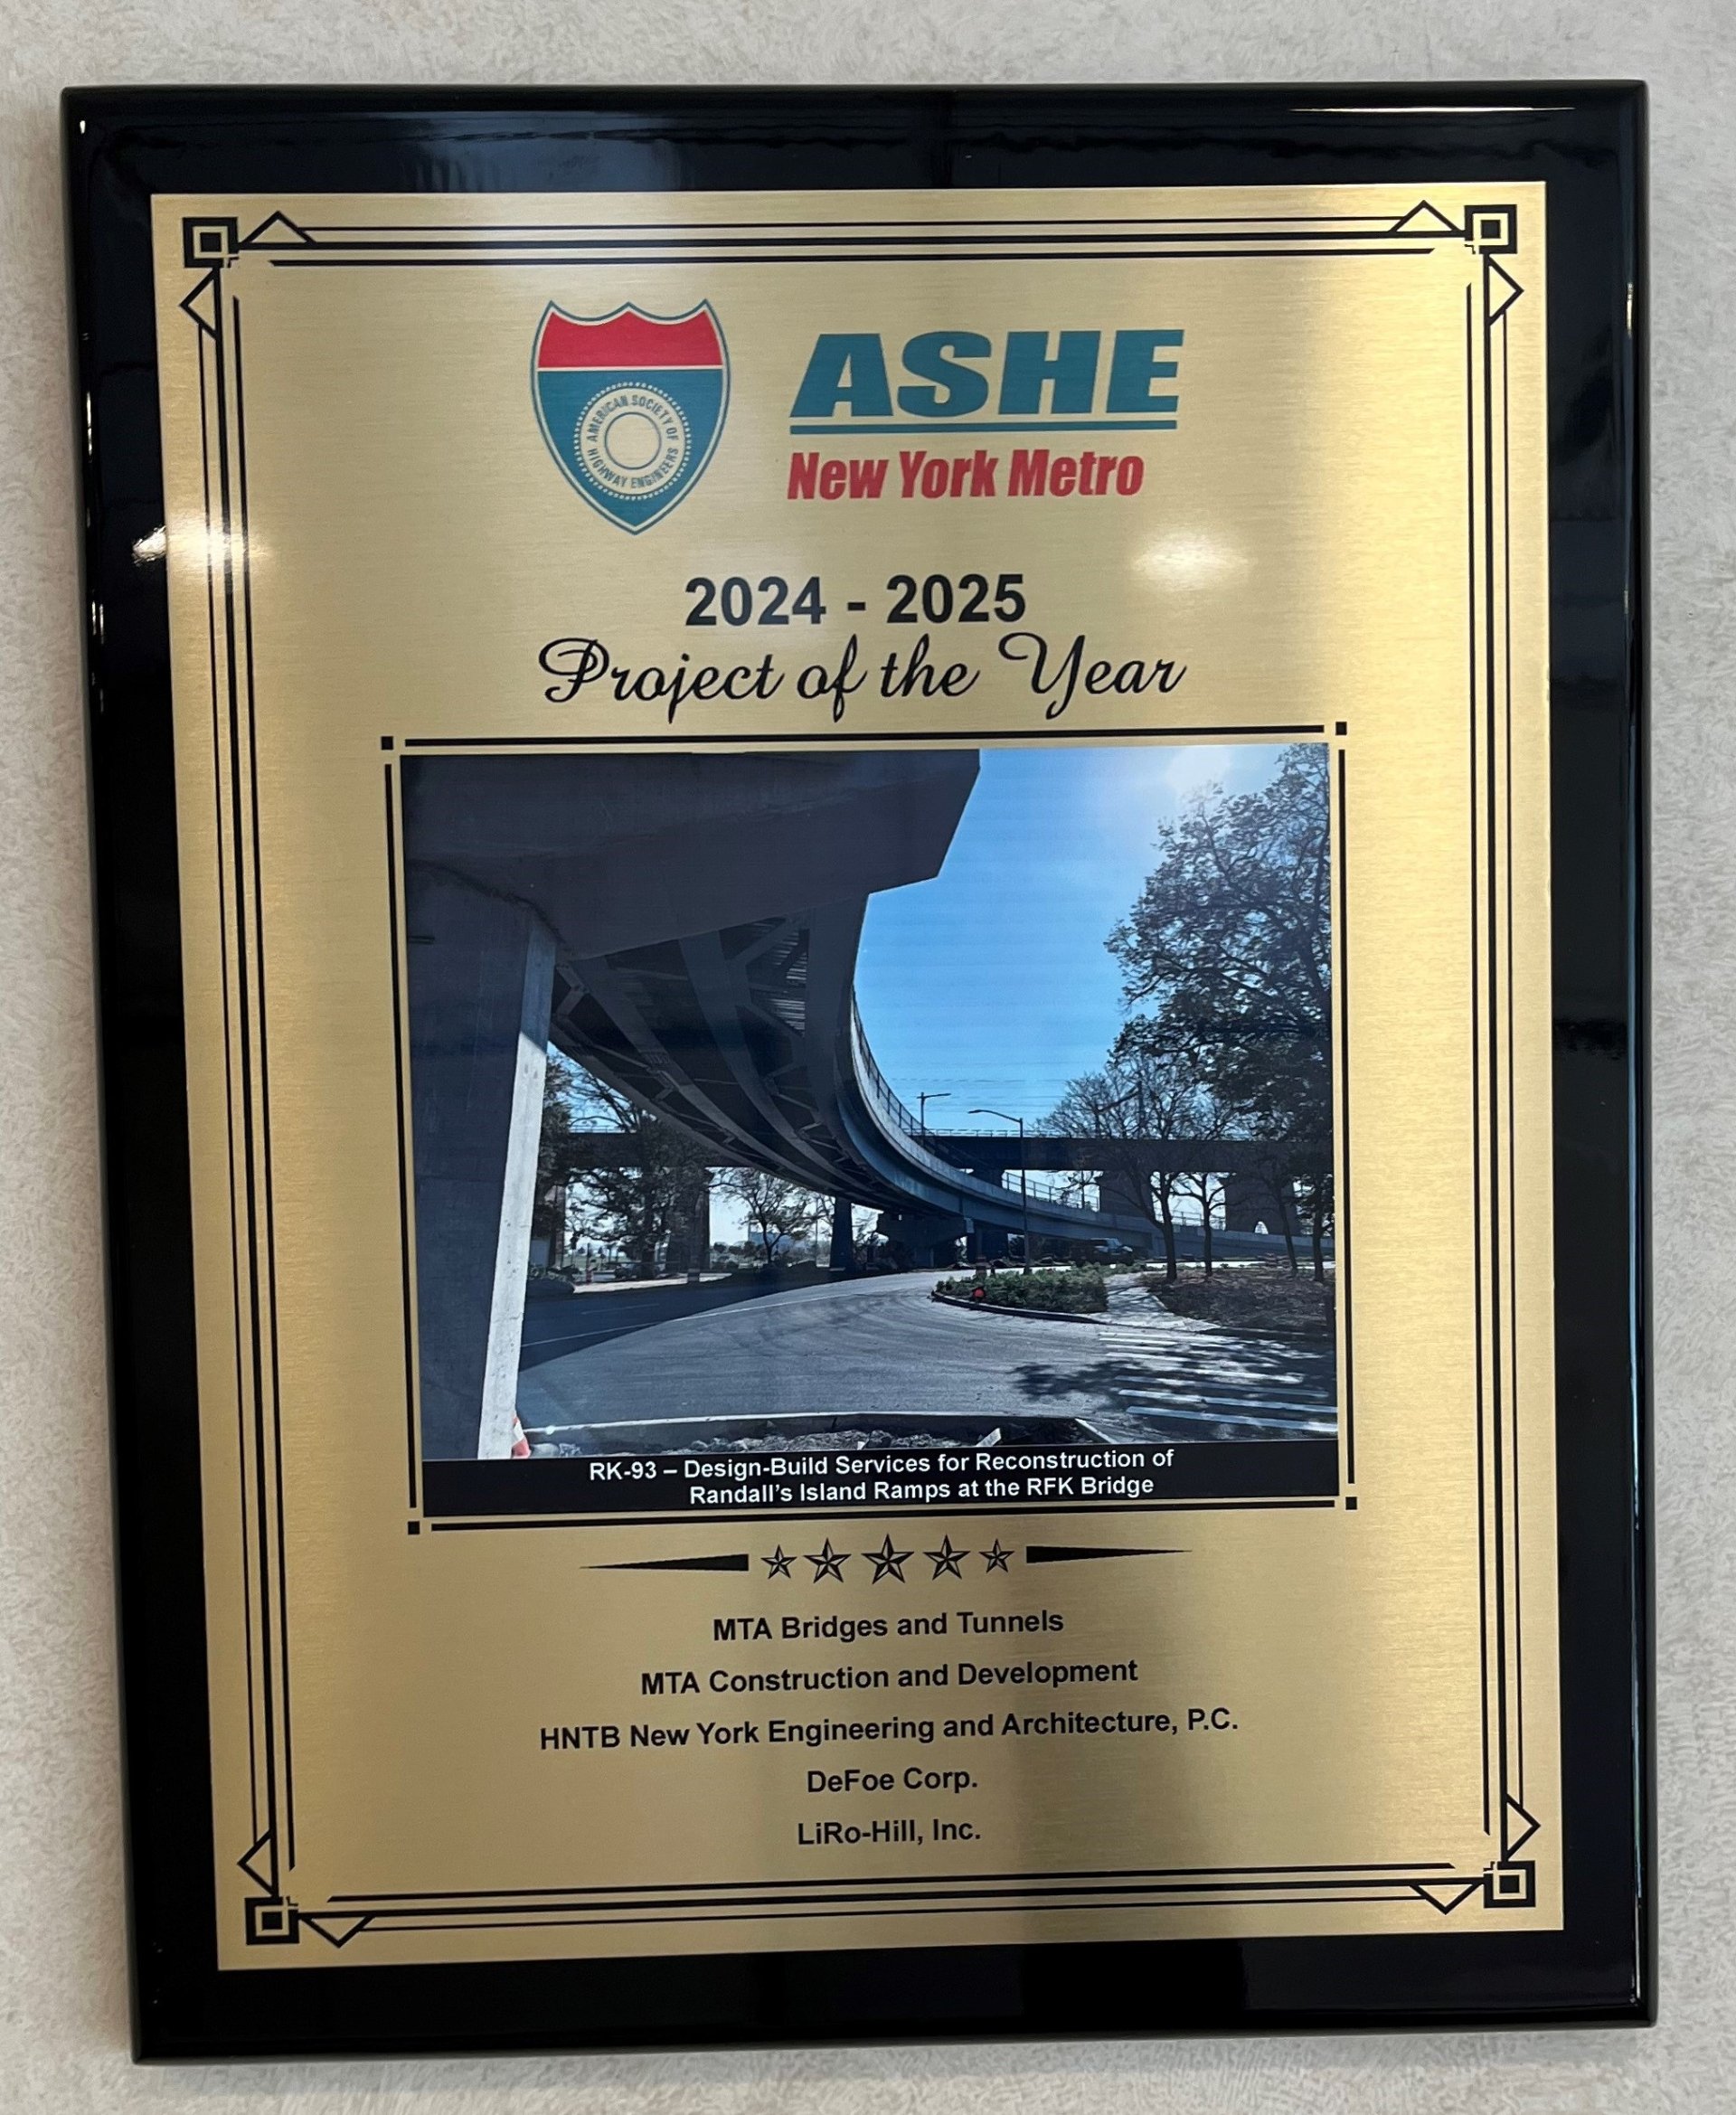 AMERICAN SOCIETY OF
HIGHWAY ENGINEERS
ASHE
New York Metro
2024 - 2025
Project of the Year
RK-93 – Design-Build Services for Reconstruction of
Randall's Island Ramps at the RFK Bridge
MTA Bridges and Tunnels
MTA Construction and Development
HNTB New York Engineering and Architecture, P.C.
DeFoe Corp.
LiRo-Hill, Inc.